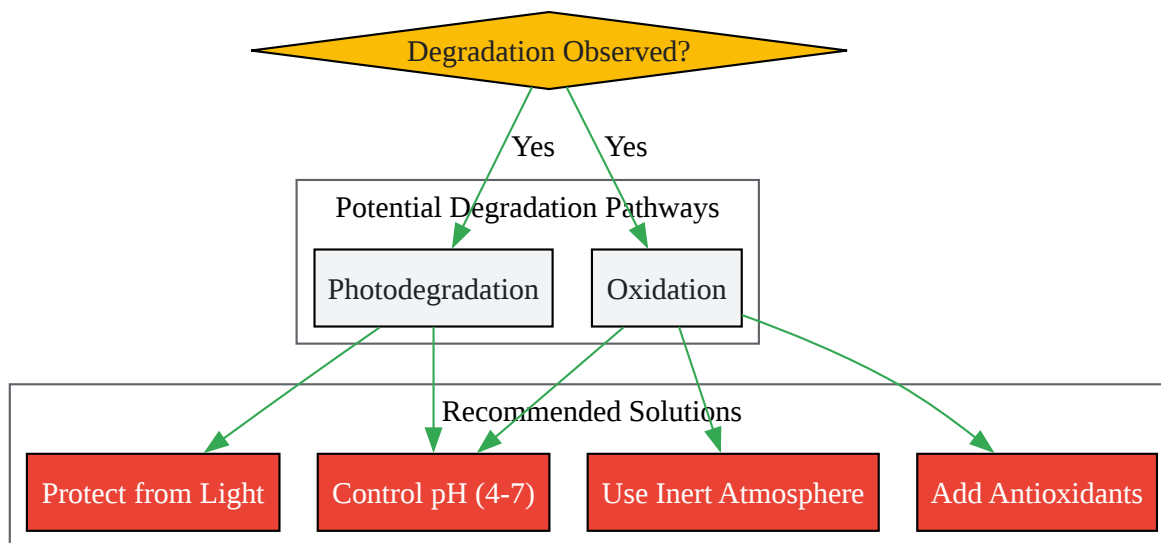 Degradation Observed?
Yes
Yes
Potential Degradation Pathways
Photodegradation
Oxidation
Recommended Solutions
Protect from Light
Control pH (4-7)
Use Inert Atmosphere
Add Antioxidants